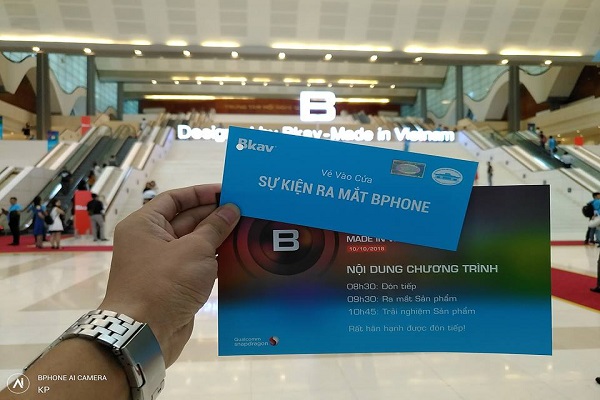 B
Designed by Bkav-Made in Vietnam
Bkav
Vé Vào Cửa
SỰ KIỆN RA MẮT BPHONE
B
MADE IN
10/10/2018
NỘI DUNG CHƯƠNG TRÌNH
08h30: Đón tiếp
09h30: Ra mắt Sản phẩm
10h45: Trải nghiệm Sản phẩm
Rất hân hạnh được đón tiếp!
Qualcomm
snapdragon
BPHONE AI CAMERA
KP